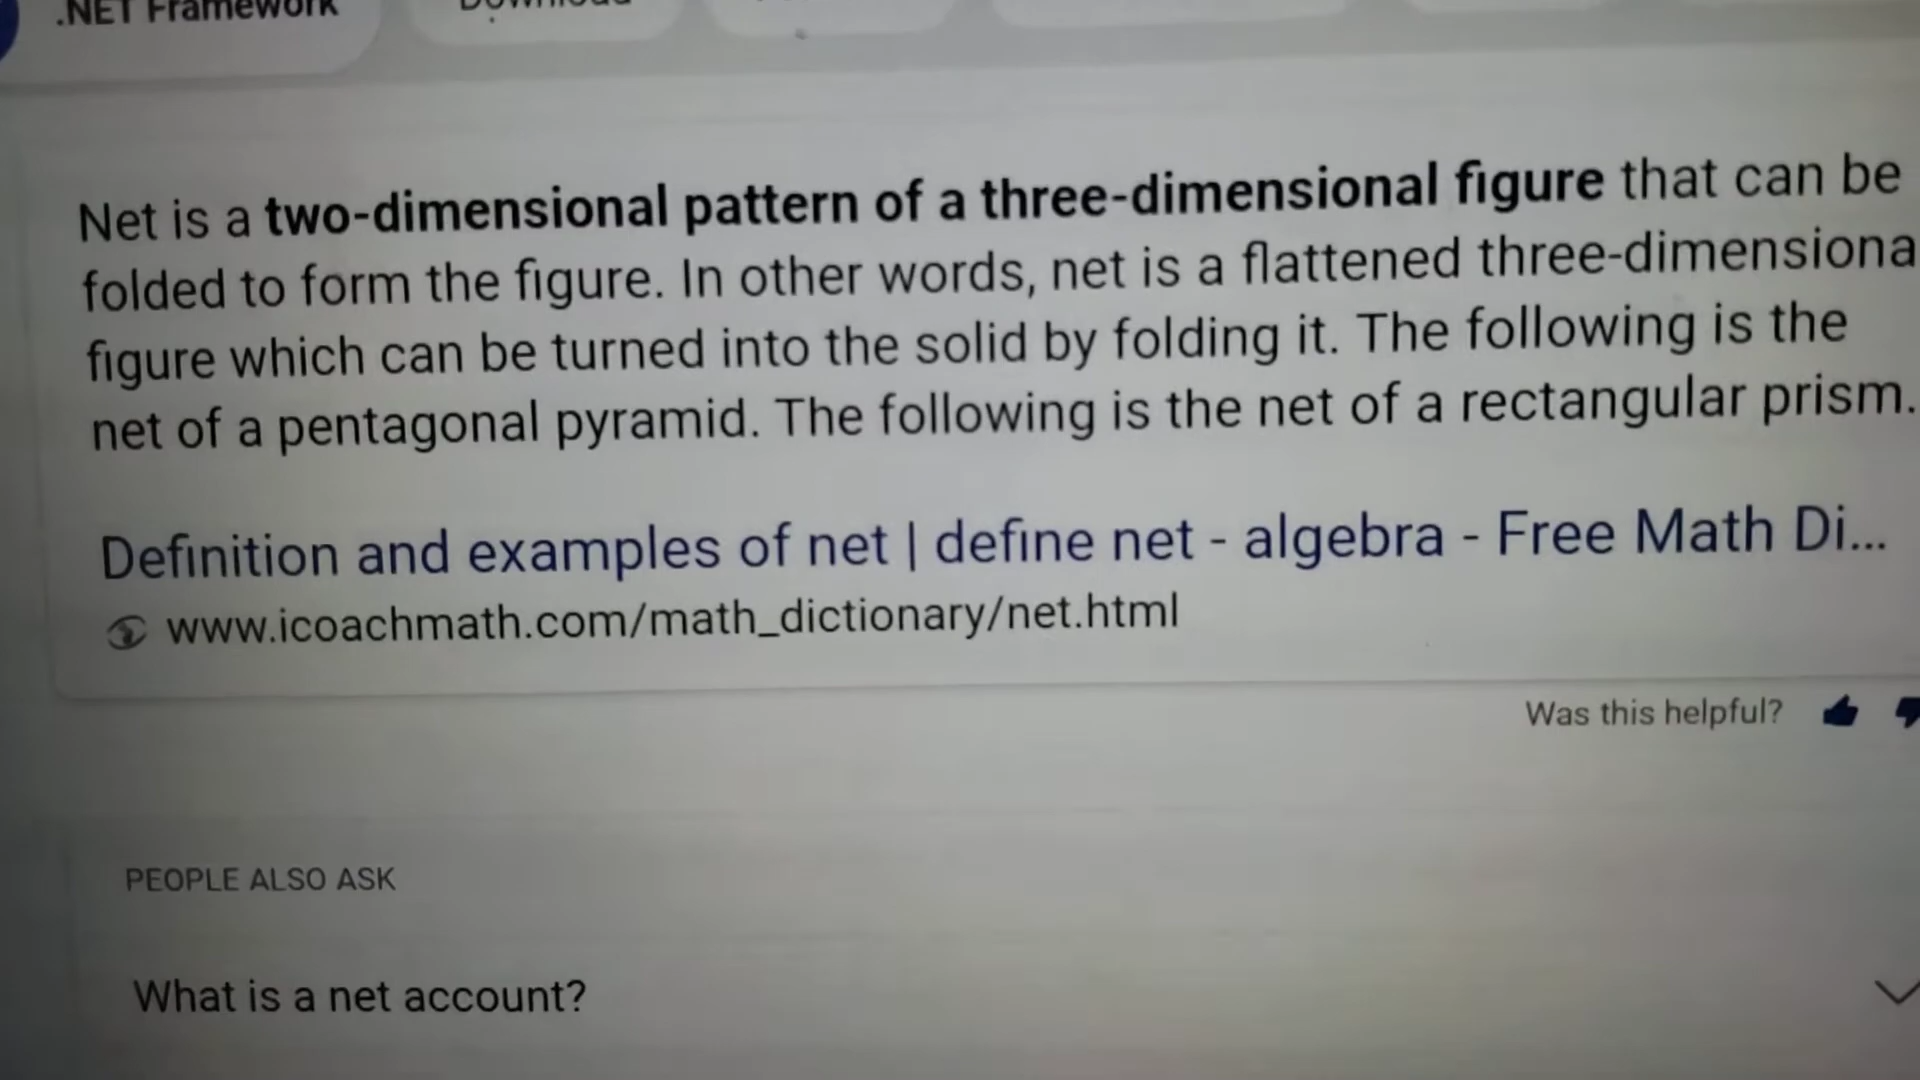 .NET Framework
Download
Net is a two-dimensional pattern of a three-dimensional figure that can be
folded to form the figure. In other words, net is a flattened three-dimensiona
figure which can be turned into the solid by folding it. The following is the
net of a pentagonal pyramid. The following is the net of a rectangular prism.
Definition and examples of net | define net - algebra - Free Math Di...
www.icoachmath.com/math_dictionary/net.html
Was this helpful?
PEOPLE ALSO ASK
What is a net account?